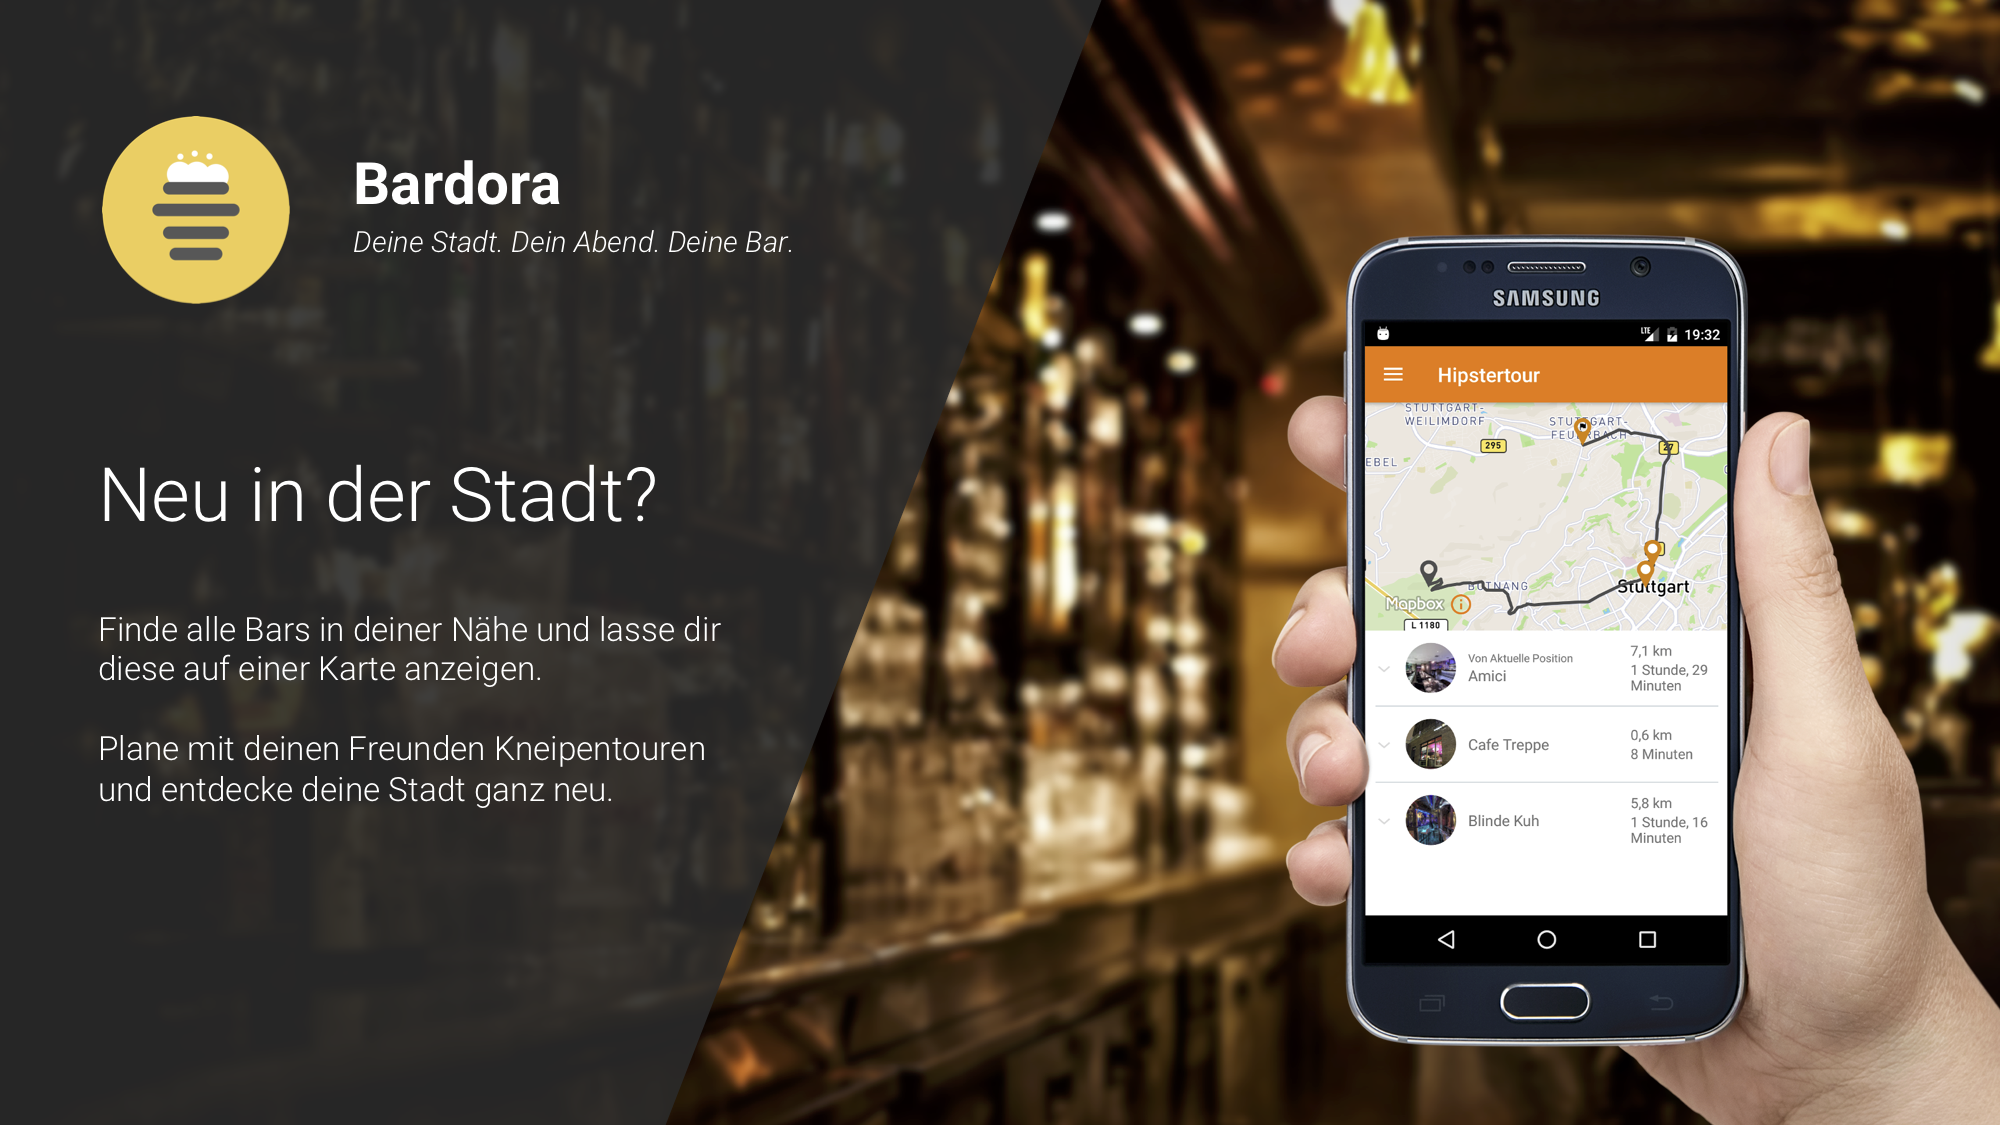 Bardora
Deine Stadt. Dein Abend. Deine Bar.
Neu in der Stadt?
Finde alle Bars in deiner Nähe und lasse dir
diese auf einer Karte anzeigen.
Plane mit deinen Freunden Kneipentouren
und entdecke deine Stadt ganz neu.
SAMSUNG
LTE 19:32
Hipstertour
STUTTGART-
WEILIMDORF
STUTTGART-
FEUERBACH
295
27
EBEL
BOTNANG
Stuttgart
Mapbox
L 1180
Von Aktuelle Position
Amici
7,1 km
1 Stunde, 29
Minuten
Cafe Treppe
0,6 km
8 Minuten
Blinde Kuh
5,8 km
1 Stunde, 16
Minuten